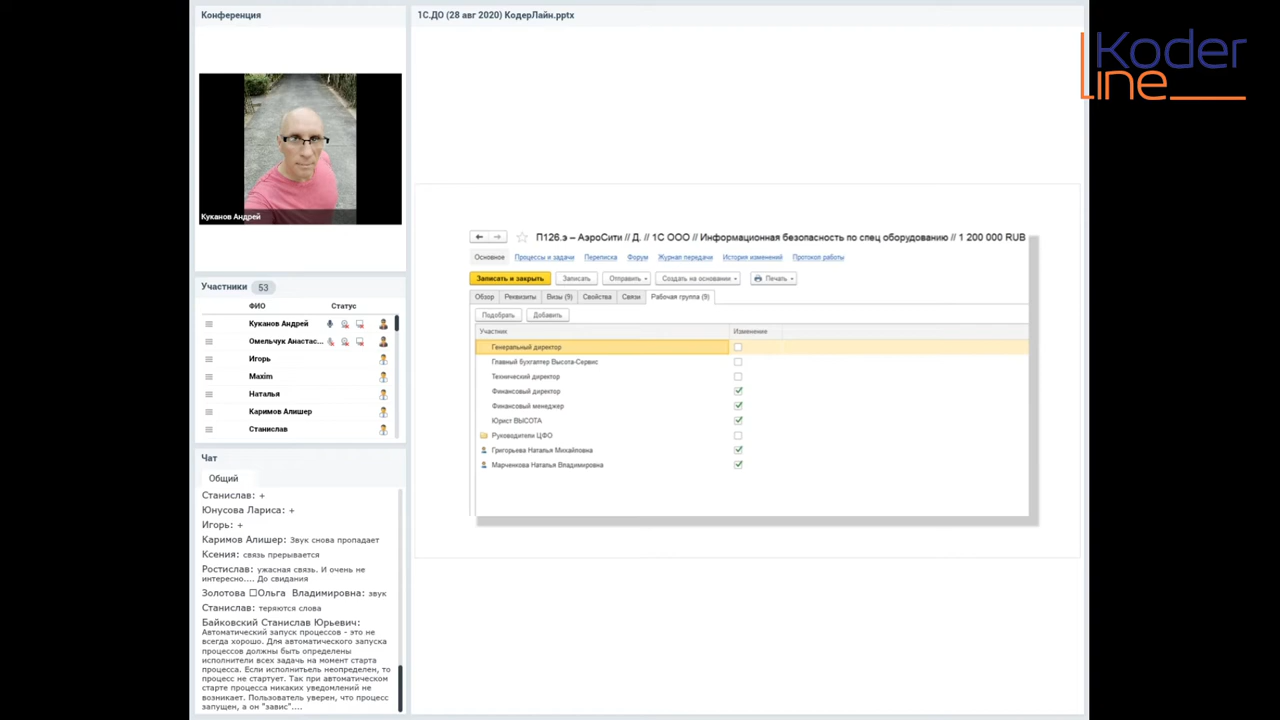 Конференция
Куканов Андрей
Участники 53
ФИО Статус
Куканов Андрей
Омельчук Анастас...
Игорь
Maxim
Наталья
Каримов Алишер
Станислав
Чат
Общий
Станислав: +
Юнусова Лариса: +
Игорь: +
Каримов Алишер: Звук снова пропадает
Ксения: связь прерывается
Ростислав: ужасная связь. И очень не
интересно.... До свидания
Золотова □Ольга Владимировна: звук
Станислав: теряются слова
Байковский Станислав Юрьевич:
Автоматический запуск процессов - это не
всегда хорошо. Для автоматического запуска
процессов должны быть определены
исполнители всех задачь на момент старта
процесса. Если исполнитьель неопределен, то
процесс не стартует. Так при автоматическом
старте процесса никаких уведомлений не
возникает. Пользователь уверен, что процесс
запущен, а он "завис"....
1С.ДО (28 авг 2020) КодерЛайн.pptx
Koder
line
П126.э – АэроСити // Д. // 1С ООО // Информационная безопасность по спец оборудованию // 1 200 000 RUB
Основное Процессы и задачи Переписка Форум Журнал передачи История изменений Протокол работы
Записать и закрыть Записать Отправить Создать на основании Печать
Обзор Реквизиты Визы (9) Свойства Связи Рабочая группа (9)
Подобрать Добавить
Участник Изменение
Генеральный директор
Главный бухгалтер Высота-Сервис
Технический директор
Финансовый директор
Финансовый менеджер
Юрист ВЫСОТА
Руководители ЦФО
Григорьева Наталья Михайловна
Марченкова Наталья Владимировна